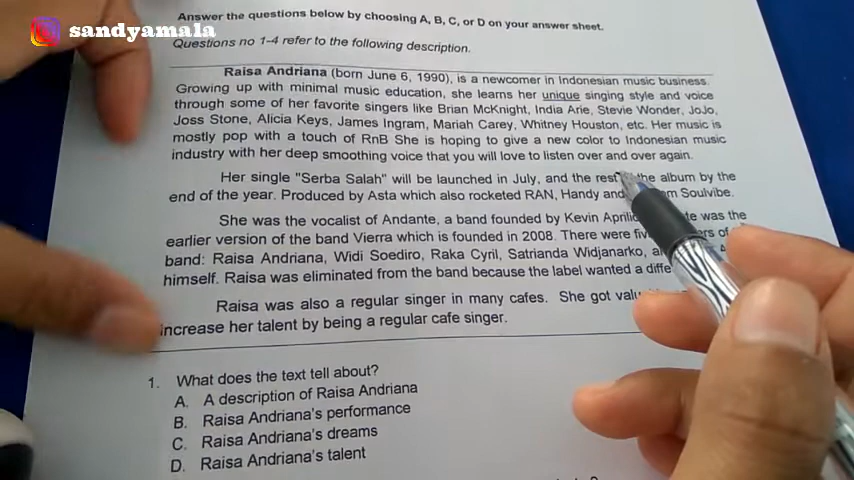 sandyamala
Answer the questions below by choosing A, B, C, or D on your answer sheet.
Questions no 1-4 refer to the following description.
Raisa Andriana (born June 6, 1990), is a newcomer in Indonesian music business.
Growing up with minimal music education, she learns her unique singing style and voice
through some of her favorite singers like Brian McKnight, India Arie, Stevie Wonder, JoJo,
Joss Stone, Alicia Keys, James Ingram, Mariah Carey, Whitney Houston, etc. Her music is
mostly pop with a touch of RnB She is hoping to give a new color to Indonesian music
industry with her deep smoothing voice that you will love to listen over and over again.
Her single "Serba Salah" will be launched in July, and the rest the album by the
end of the year. Produced by Asta which also rocketed RAN, Handy and Soulvibe.
She was the vocalist of Andante, a band founded by Kevin was the
earlier version of the band Vierra which is founded in 2008. There were of
band: Raisa Andriana, Widi Soediro, Raka Cyril, Satrianda Widjanarko,
himself. Raisa was eliminated from the band because the label wanted a
Raisa was also a regular singer in many cafes. She got
increase her talent by being a regular cafe singer.
1. What does the text tell about?
A. A description of Raisa Andriana
B. Raisa Andriana's performance
C. Raisa Andriana's dreams
D. Raisa Andriana's talent